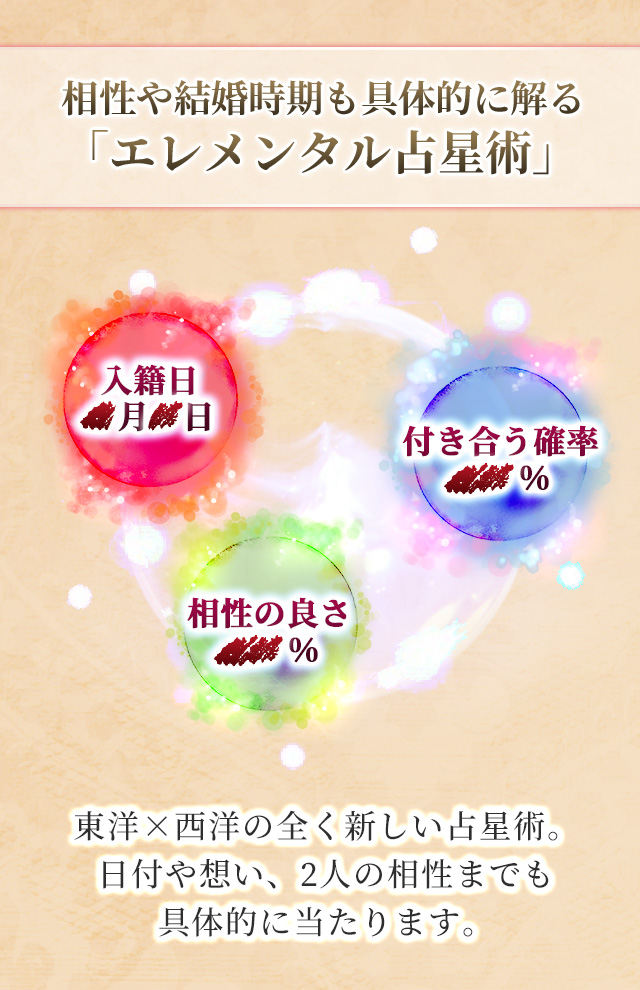 相性や結婚時期も具体的に解る
「エレメンタル占星術」
入籍日
月 日
付き合う確率
%
相性の良さ
%
東洋×西洋の全く新しい占星術。
日付や想い、2人の相性までも
具体的に当たります。